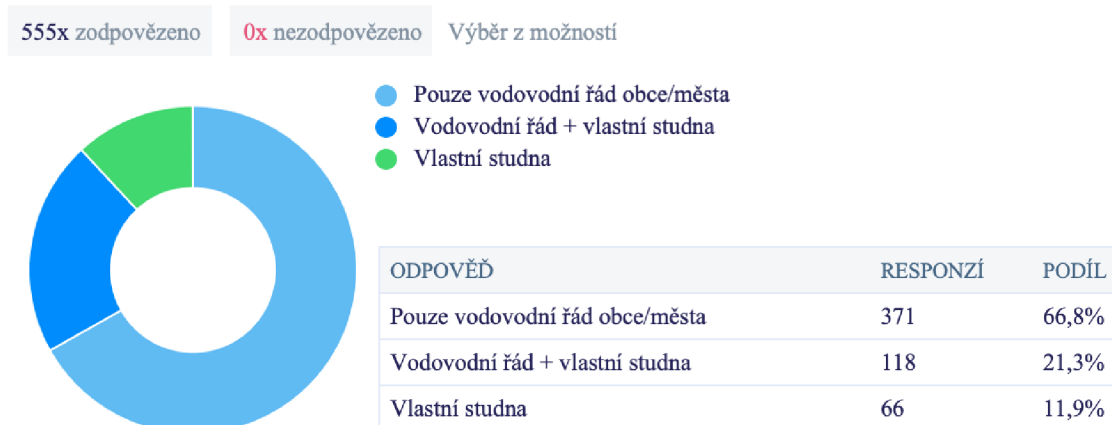 555x zodpovězeno 0x nezodpovězeno Výběr z možností
Pouze vodovodní řád obce/města
Vodovodní řád + vlastní studna
Vlastní studna
ODPOVĚĎ RESPONZÍ PODÍL
Pouze vodovodní řád obce/města 371 66,8%
Vodovodní řád + vlastní studna 118 21,3%
Vlastní studna 66 11,9%